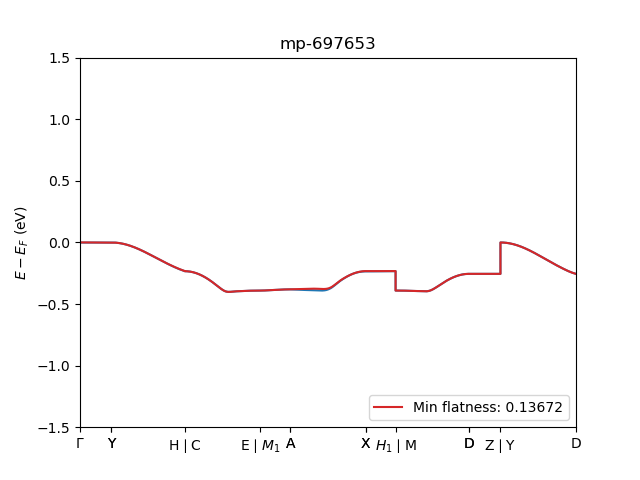 mp-697653
E − E_F (eV)
1.5
1.0
0.5
0.0
−0.5
−1.0
−1.5
Min flatness: 0.13672
Γ Y H | C E | M_1 A X H_1 | M D Z | Y D